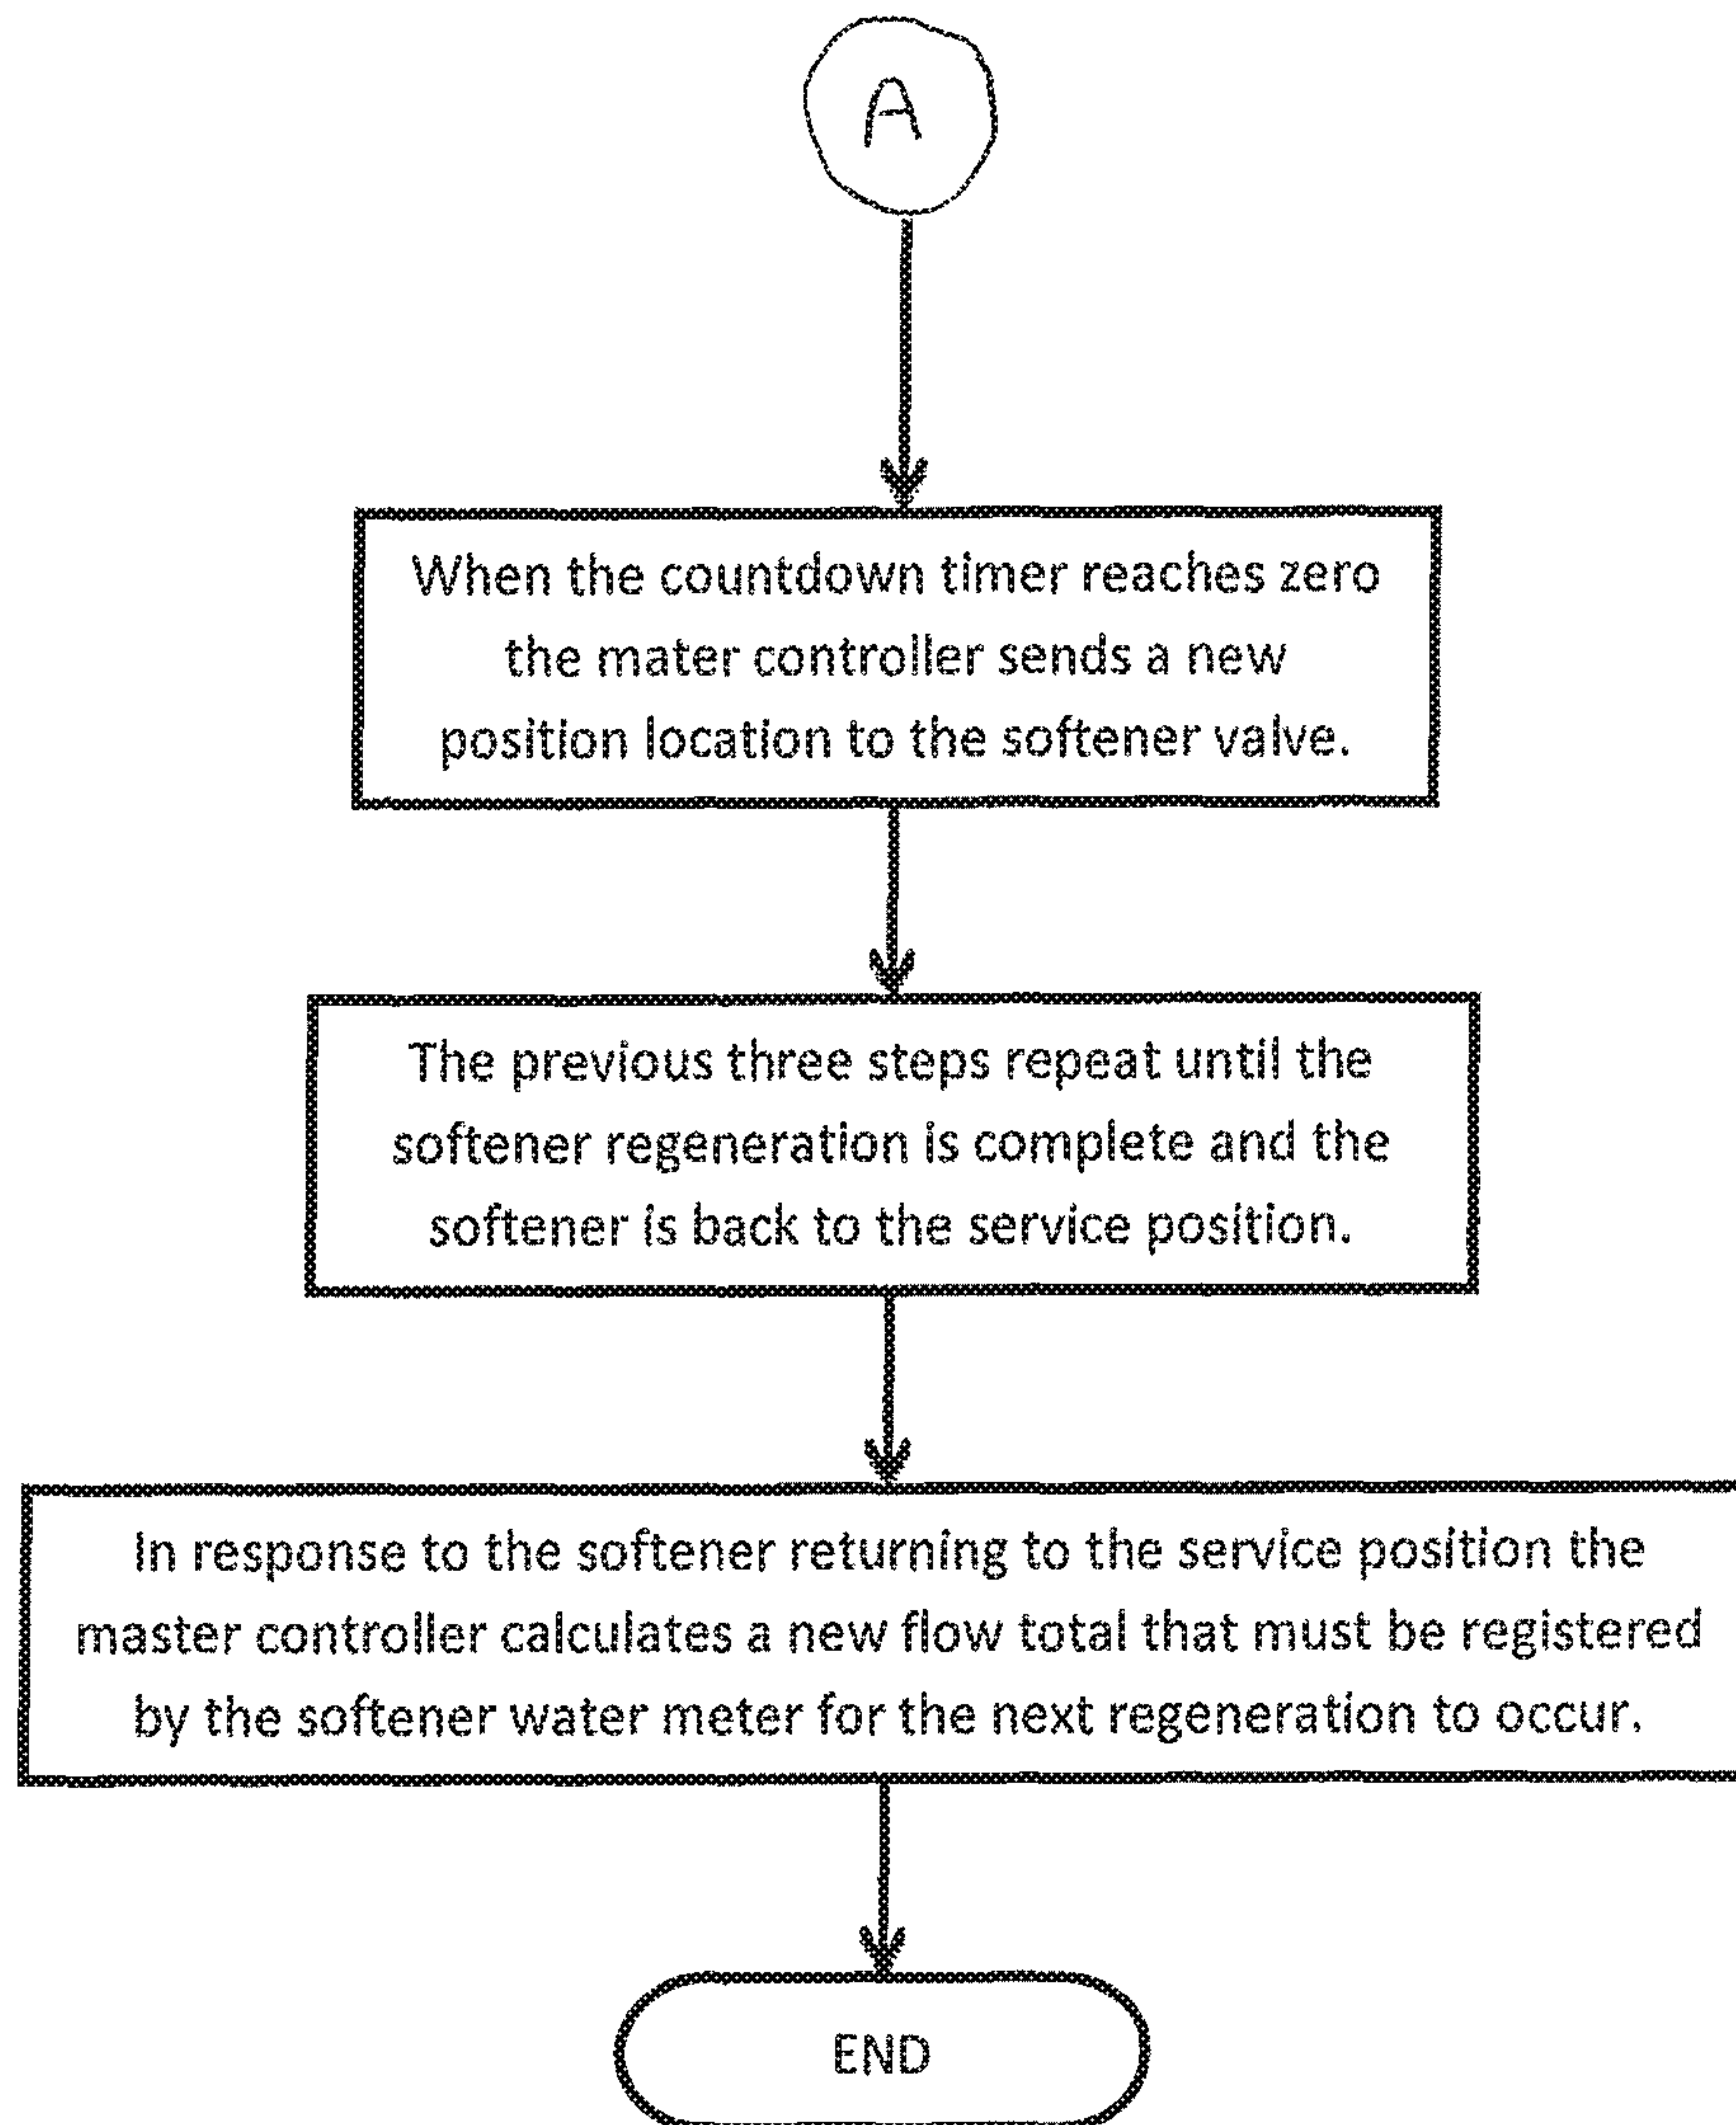 A
When the countdown timer reaches zero
the mater controller sends a new
position location to the softener valve.
The previous three steps repeat until the
softener regeneration is complete and the
softener is back to the service position.
In response to the softener returning to the service position the
master controller calculates a new flow total that must be registered
by the softener water meter for the next regeneration to occur.
END